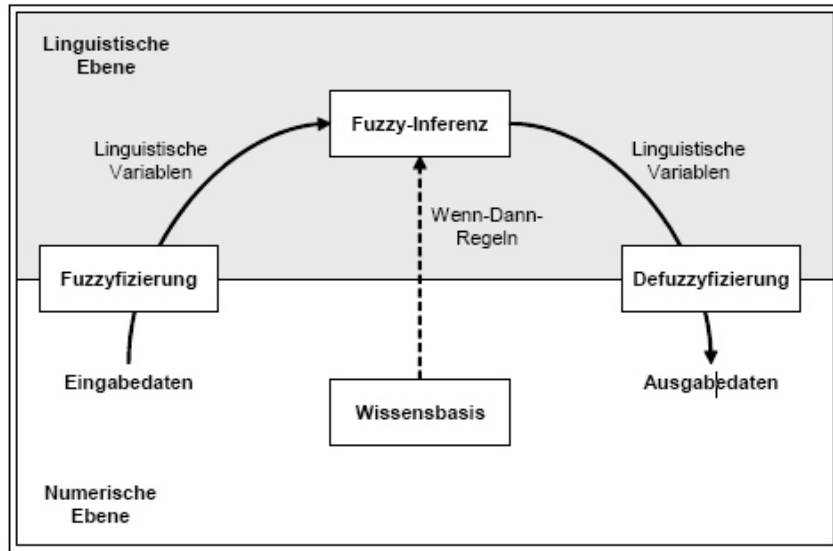 Linguistische
Ebene
Fuzzy-Inferenz
Linguistische
Variablen
Linguistische
Variablen
Wenn-Dann-
Regeln
Fuzzyfizierung
Defuzzyfizierung
Eingabedaten
Ausgabedaten
Wissensbasis
Numerische
Ebene